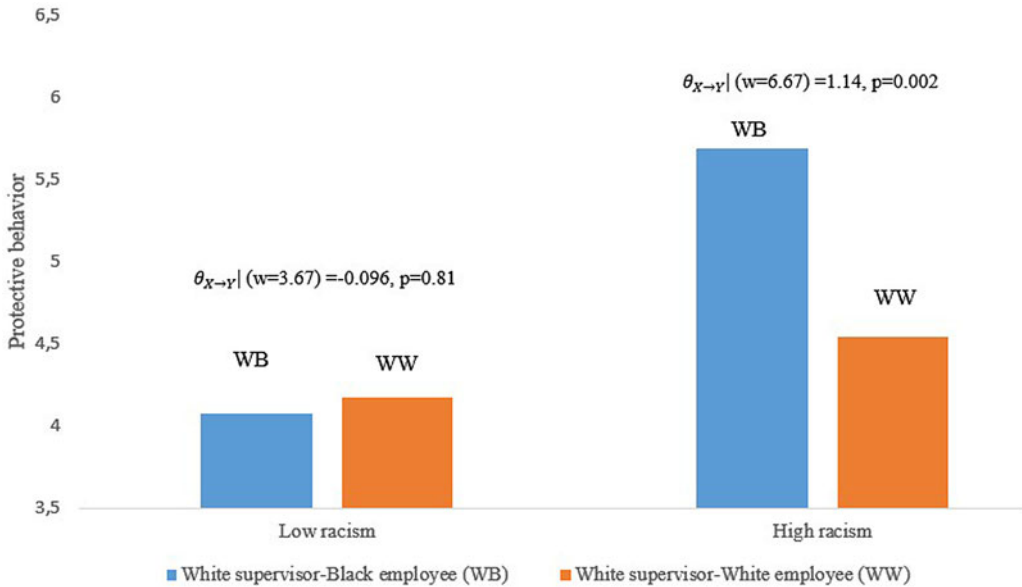 6,5
6
5,5
5
4,5
4
3,5
Protective behavior
θX→Y| (w=3.67) =-0.096, p=0.81
WB
WW
θX→Y| (w=6.67) =1.14, p=0.002
WB
WW
Low racism
High racism
White supervisor-Black employee (WB)
White supervisor-White employee (WW)